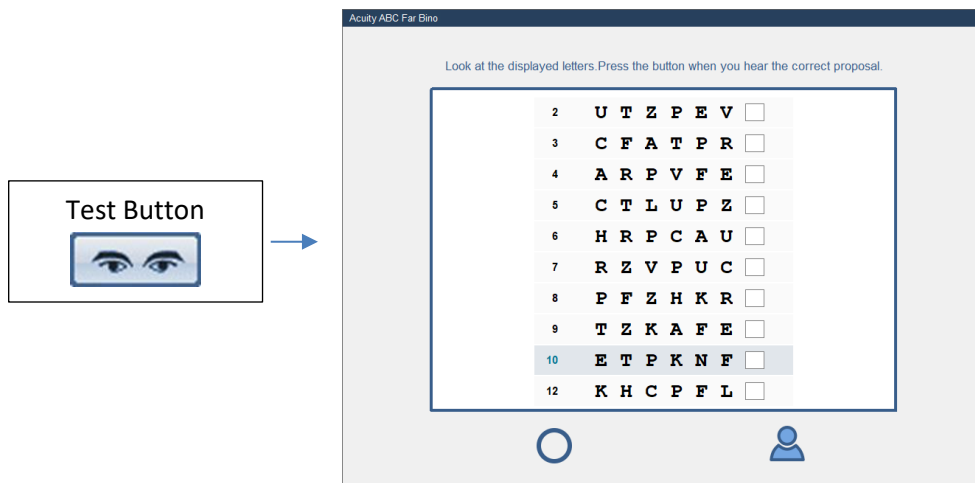 Acuity ABC Far Bino
Look at the displayed letters.Press the button when you hear the correct proposal.
Test Button
2 U T Z P E V
3 C F A T P R
4 A R P V F E
5 C T L U P Z
6 H R P C A U
7 R Z V P U C
8 P F Z H K R
9 T Z K A F E
10 E T P K N F
12 K H C P F L